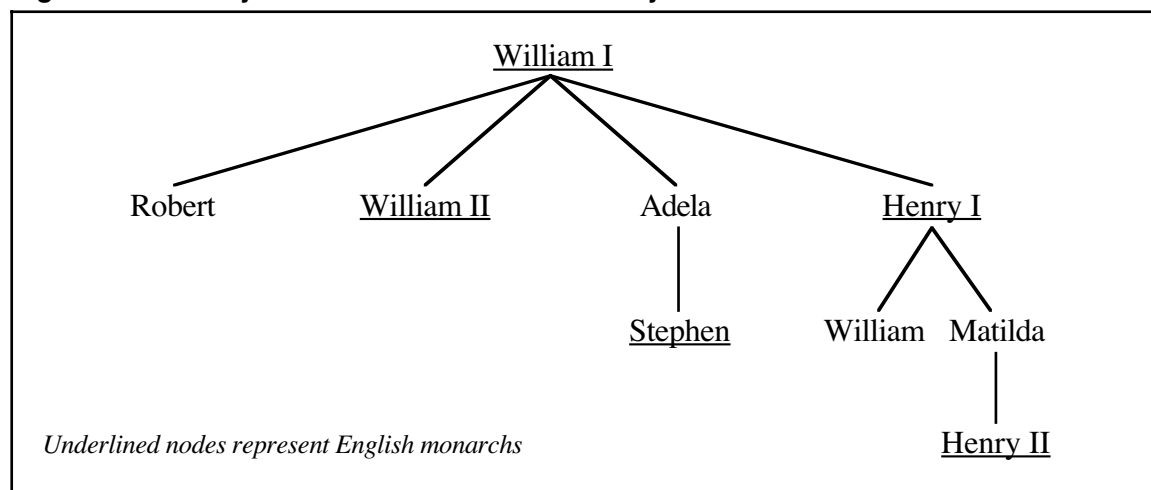 William I
Robert William II Adela Henry I
Stephen William Matilda
Underlined nodes represent English monarchs
Henry II